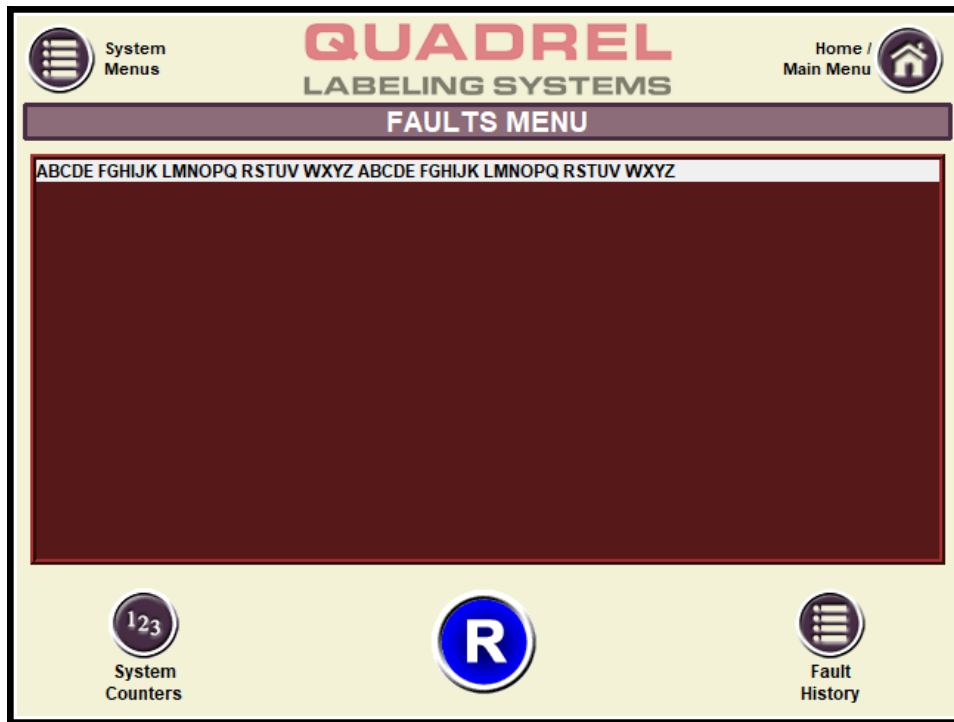 System
Menus
QUADREL
LABELING SYSTEMS
Home /
Main Menu
FAULTS MENU
ABCDE FGHIJK LMNOPQ RSTUV WXYZ ABCDE FGHIJK LMNOPQ RSTUV WXYZ
123
System
Counters
R
Fault
History